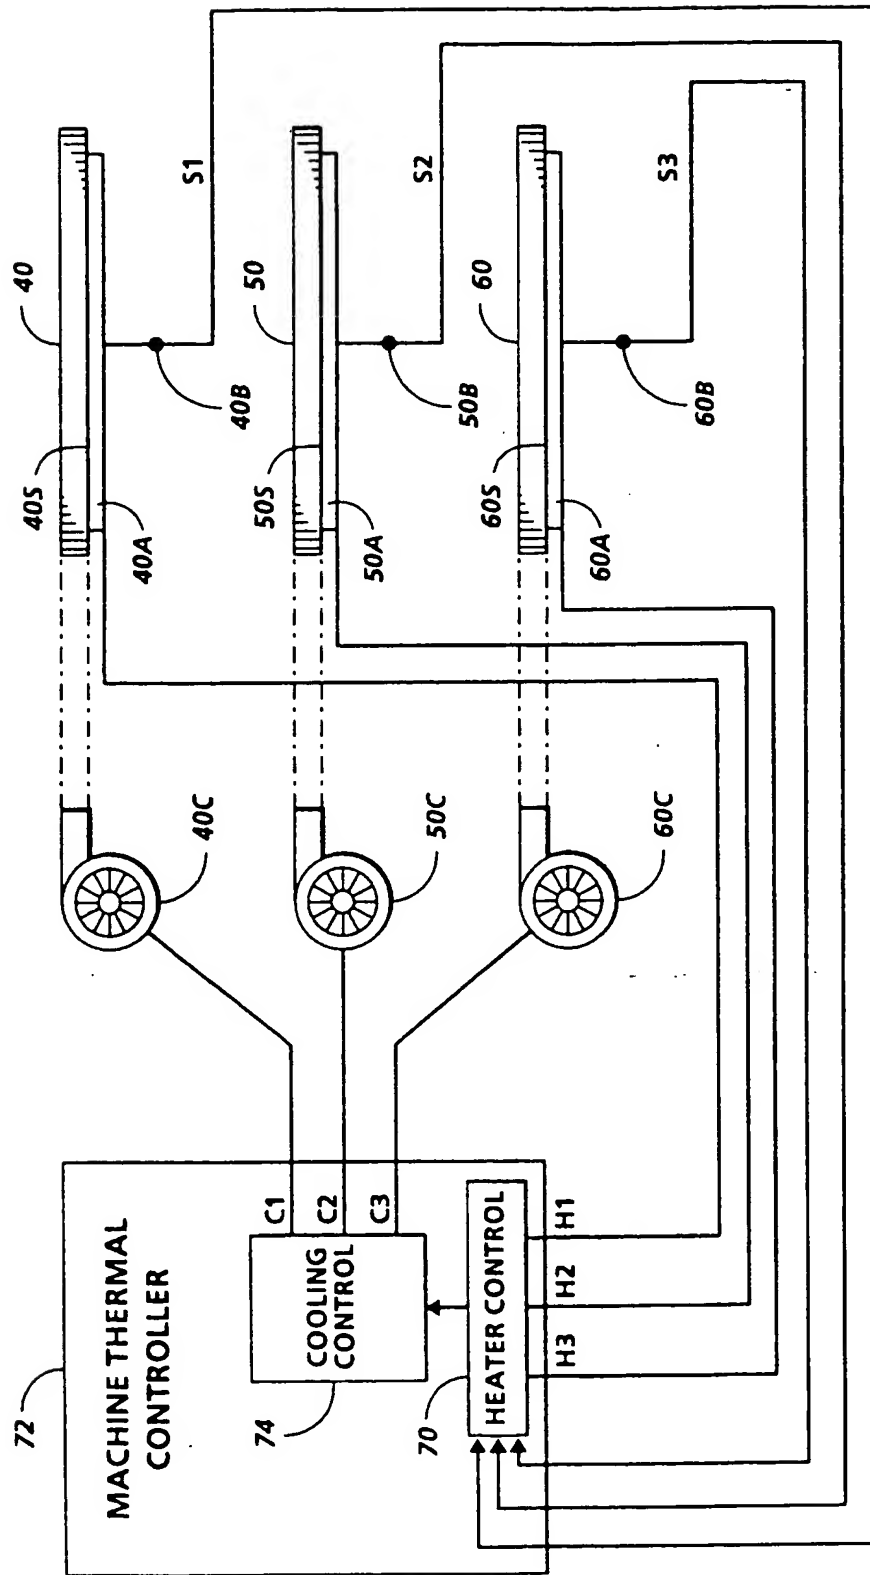 72
MACHINE THERMAL
CONTROLLER
74
COOLING
CONTROL
C1
C2
C3
70
HEATER CONTROL
H3
H2
H1
40C
50C
60C
40S
40A
40
40B
S1
50S
50A
50
50B
S2
60S
60A
60
60B
S3